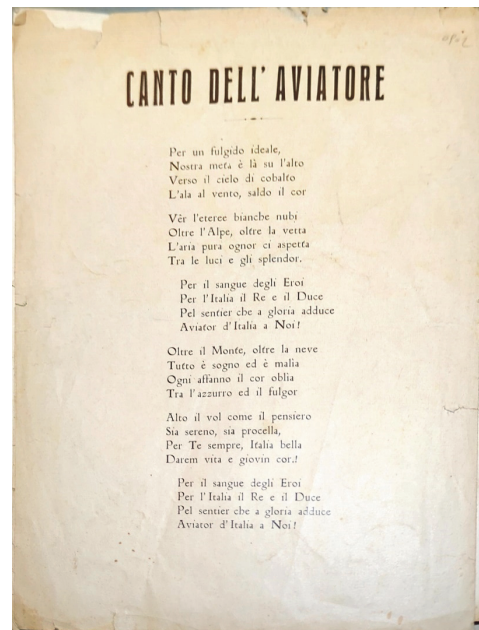 CANTO DELL'AVIATORE
Per un fulgido ideale,
Nostra meta è là su l'alto
Verso il cielo di cobalto
L'ala al vento, saldo il cor
Vêr l'eteree bianche nubi
Oltre l'Alpe, oltre la vetta
L'aria pura ognor ci aspetta
Tra le luci e gli splendor.
Per il sangue degli Eroi
Per l'Italia il Re e il Duce
Pel sentier che a gloria adduce
Aviator d'Italia a Noi!
Oltre il Monte, oltre la neve
Tutto è sogno ed è malìa
Ogni affanno il cor oblìa
Tra l'azzurro ed il fulgor
Alto il vol come il pensiero
Sia sereno, sia procella,
Per Te sempre, Italia bella
Darem vita e giovin cor!
Per il sangue degli Eroi
Per l'Italia il Re e il Duce
Pel sentier che a gloria adduce
Aviator d'Italia a Noi!